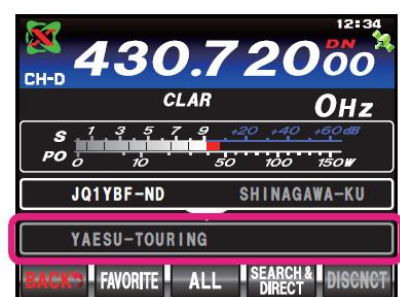 12:34
CH-D 430.72000 DN
CLAR 0Hz
S 1 3 5 7 9 +20 +40 +60dB
PO 0 10 50 100 150W
JQ1YBF-ND SHINAGAWA-KU
YAESU-TOURING
BACK FAVORITE ALL SEARCH & DIRECT DISCNCT